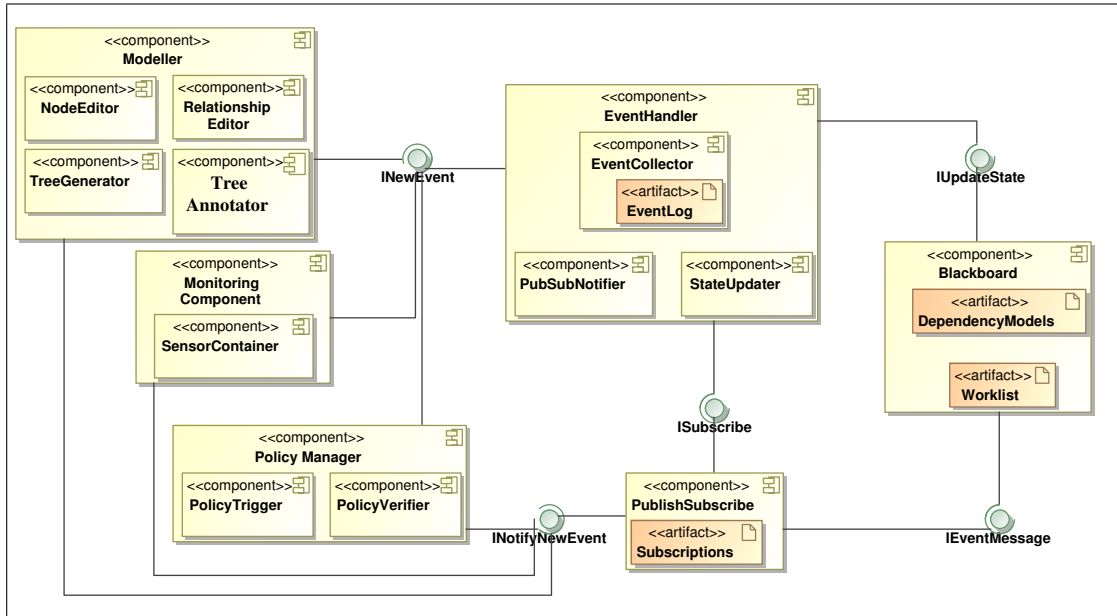 <<component>>
Modeller
<<component>>
NodeEditor
<<component>>
Relationship
Editor
<<component>>
TreeGenerator
<<component>>
Tree
Annotator
INewEvent
<<component>>
EventHandler
<<component>>
EventCollector
<<artifact>>
EventLog
<<component>>
PubSubNotifier
<<component>>
StateUpdater
IUpdateState
<<component>>
Monitoring
Component
<<component>>
SensorContainer
<<component>>
Blackboard
<<artifact>>
DependencyModels
<<artifact>>
Worklist
ISubscribe
<<component>>
Policy Manager
<<component>>
PolicyTrigger
<<component>>
PolicyVerifier
INotifyNewEvent
<<component>>
PublishSubscribe
<<artifact>>
Subscriptions
IEventMessage